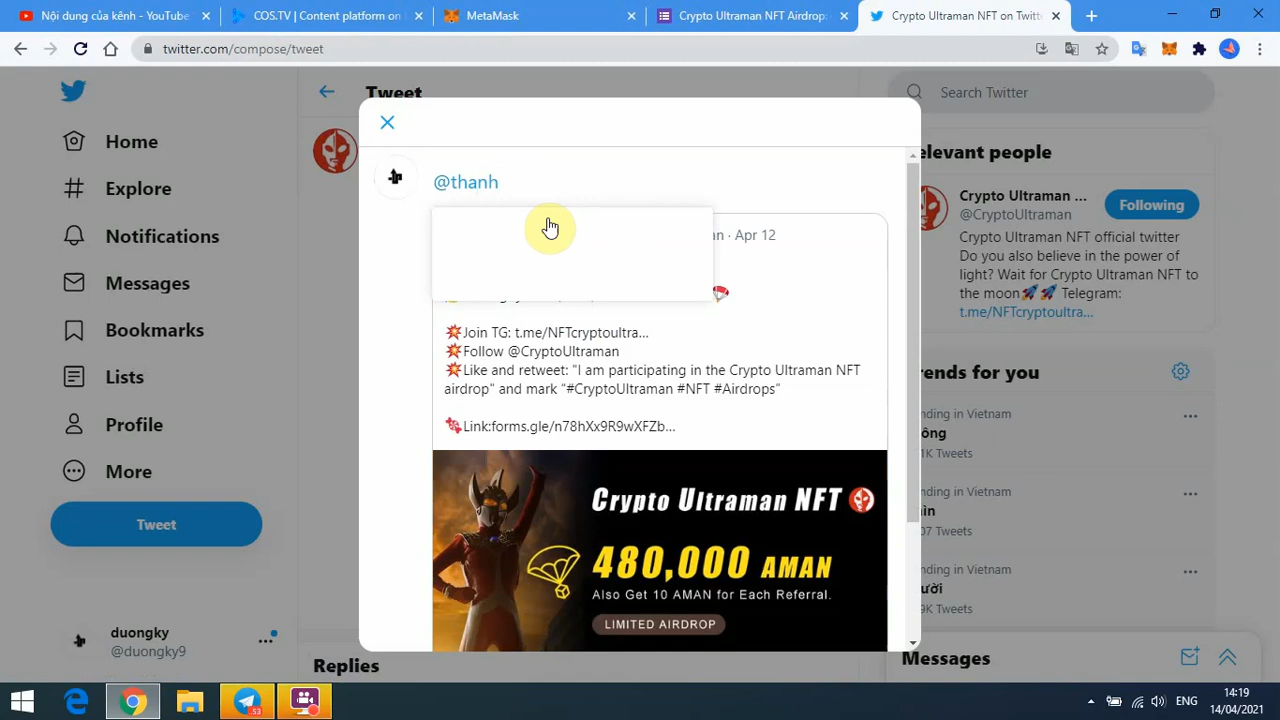 Nội dung của kênh - YouTube
COS.TV | Content platform on
MetaMask
Crypto Ultraman NFT Airdrop:
Crypto Ultraman NFT on Twitt
twitter.com/compose/tweet
Tweet
Search Twitter
Home
Explore
Notifications
Messages
Bookmarks
Lists
Profile
More
Tweet
duongky
@duongky9
@thanh
an · Apr 12
Join TG: t.me/NFTcryptoultra...
Follow @CryptoUltraman
Like and retweet: "I am participating in the Crypto Ultraman NFT
airdrop" and mark "#CryptoUltraman #NFT #Airdrops"
Link:forms.gle/n78hXx9R9wXFZb...
Crypto Ultraman NFT
480,000 AMAN
Also Get 10 AMAN for Each Referral.
LIMITED AIRDROP
Replies
elevant people
Crypto Ultraman ...
@CryptoUltraman
Following
Crypto Ultraman NFT official twitter
Do you also believe in the power of
light? Wait for Crypto Ultraman NFT to
the moon🚀🚀 Telegram:
t.me/NFTcryptoultra...
rends for you
nding in Vietnam
ông
1K Tweets
nding in Vietnam
ìn
07 Tweets
nding in Vietnam
ười
9K Tweets
Messages
53
ENG
14:19
14/04/2021